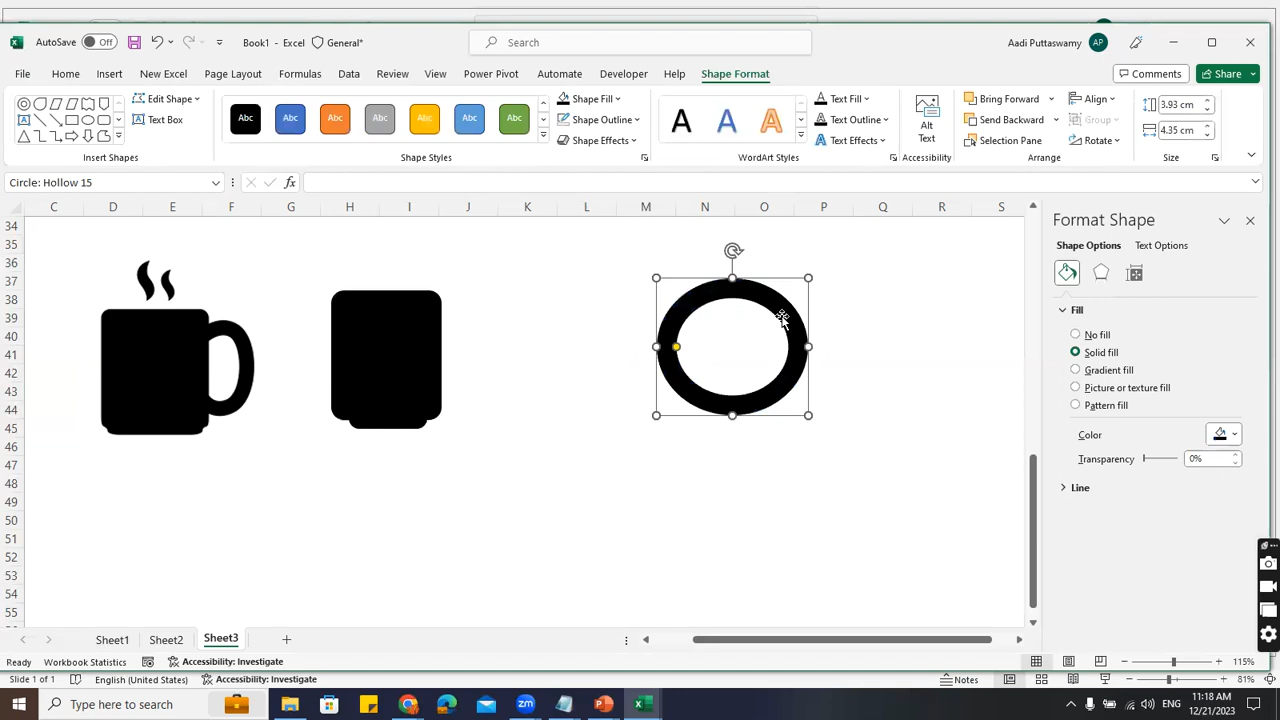 AutoSave Off Book1 - Excel General* Search Aadi Puttaswamy AP
File Home Insert New Excel Page Layout Formulas Data Review View Power Pivot Automate Developer Help Shape Format Comments Share
Edit Shape Abc Abc Abc Abc Abc Abc Abc Shape Fill A A A Text Fill Bring Forward Align 3.93 cm
Text Box Shape Outline Text Outline Alt Text Send Backward Group 4.35 cm
Shape Effects Text Effects Selection Pane Rotate
Insert Shapes Shape Styles WordArt Styles Accessibility Arrange Size
Circle: Hollow 15 fx
C D E F G H I J K L M N O P Q R S
34
35
36
37
38
39
40
41
42
43
44
45
46
47
48
49
50
51
52
53
54
55
Format Shape
Shape Options Text Options
Fill
No fill
Solid fill
Gradient fill
Picture or texture fill
Pattern fill
Color
Transparency 0%
Line
Sheet1 Sheet2 Sheet3
Ready Workbook Statistics Accessibility: Investigate 115%
Slide 1 of 1 English (United States) Accessibility: Investigate Notes 81%
Type here to search zm ENG 11:18 AM
12/21/2023